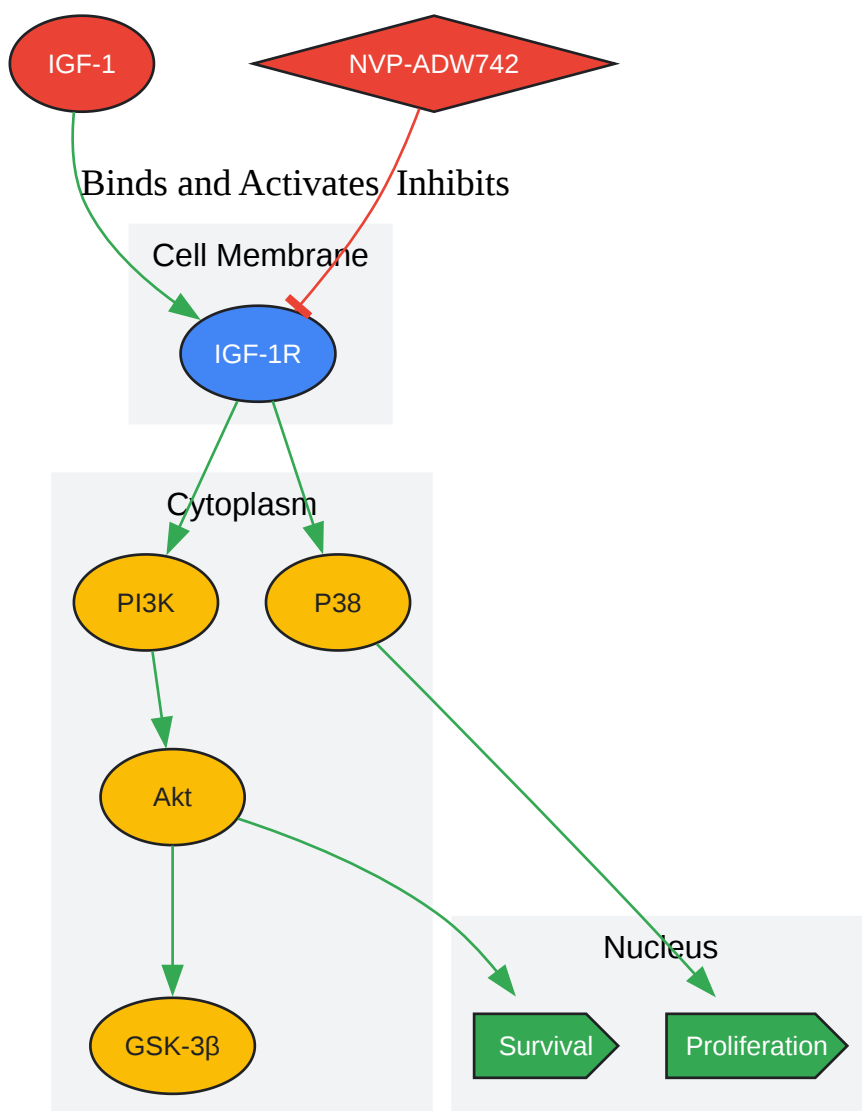 IGF-1
NVP-ADW742
Binds and Activates
Inhibits
Cell Membrane
IGF-1R
Cytoplasm
PI3K
P38
Akt
Nucleus
GSK-3β
Survival
Proliferation